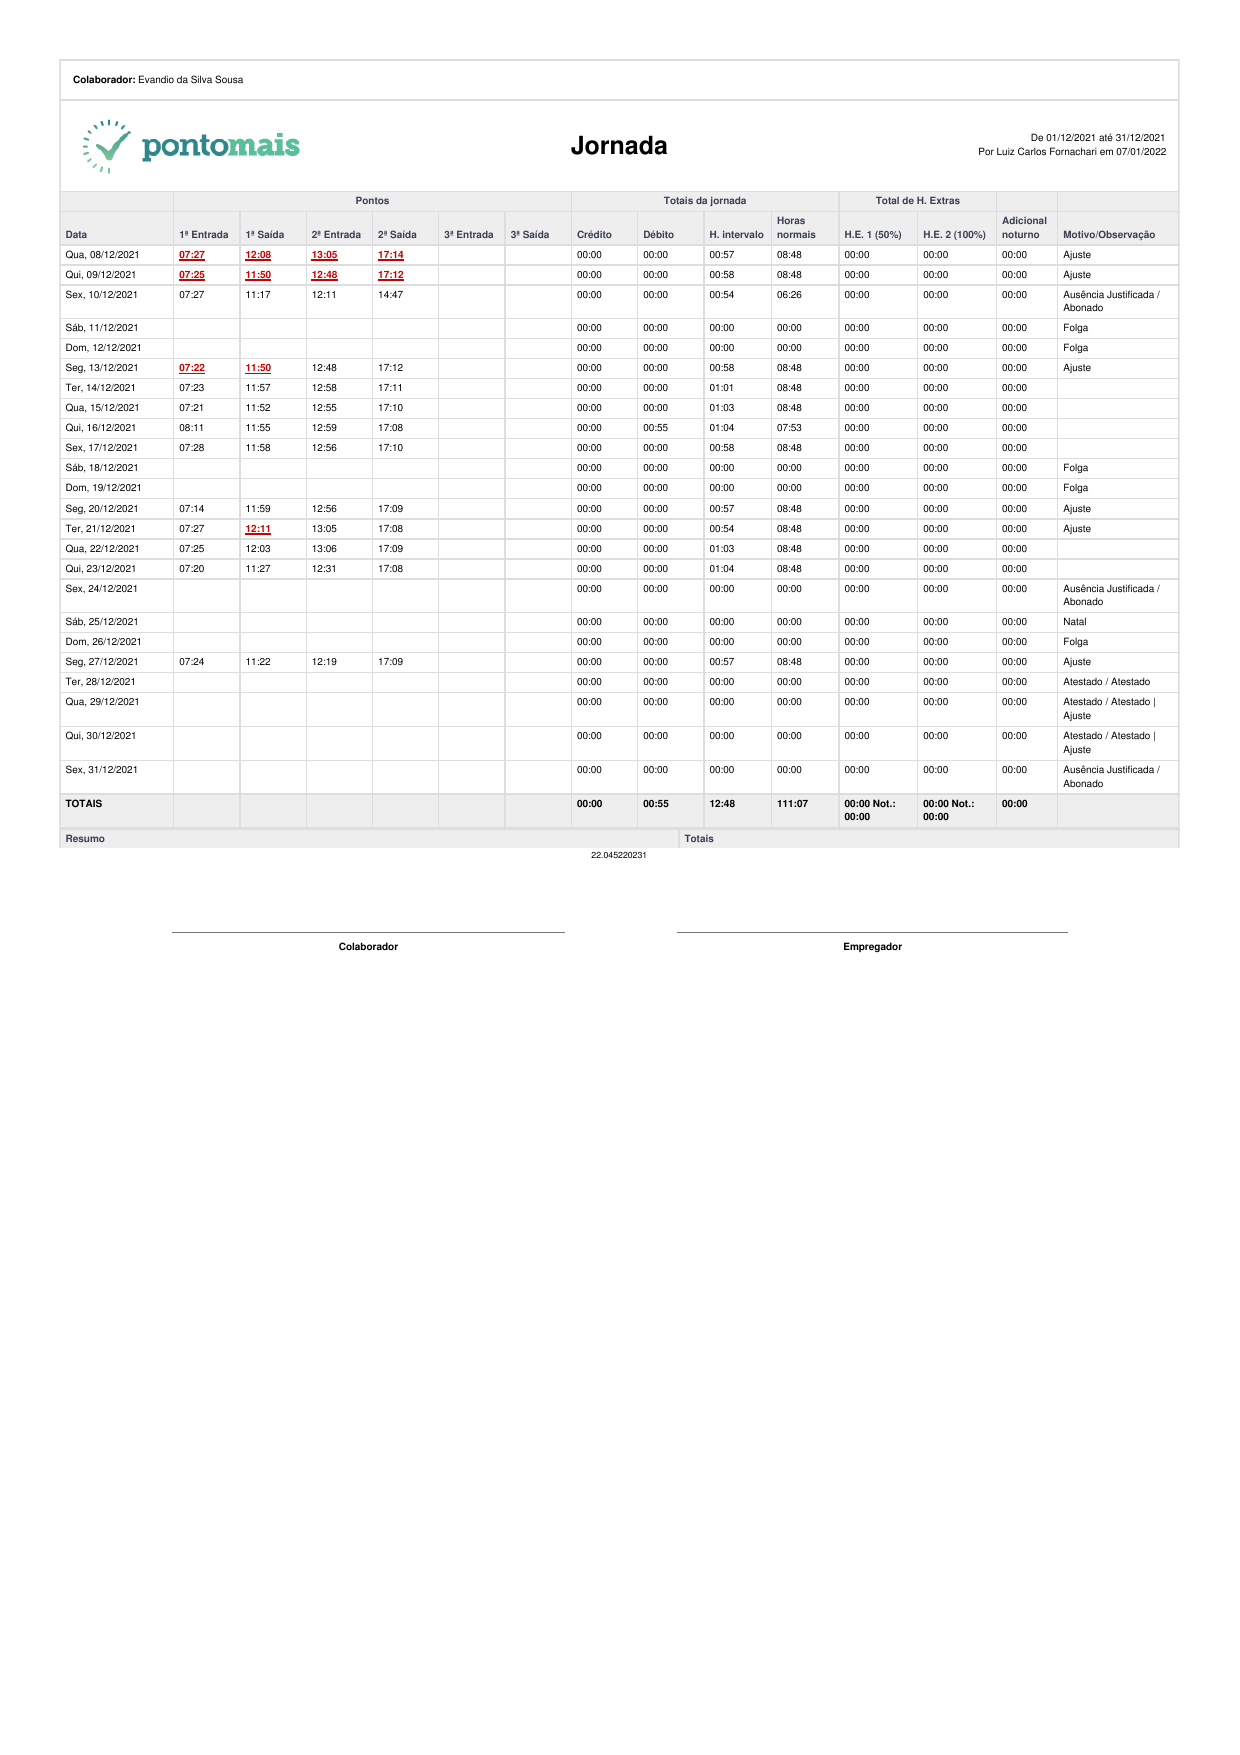 Colaborador: Evandio da Silva Sousa
pontomais
Jornada
De 01/12/2021 até 31/12/2021
Por Luiz Carlos Fornachari em 07/01/2022
Pontos Totais da jornada Total de H. Extras
Data 1ª Entrada 1ª Saída 2ª Entrada 2ª Saída 3ª Entrada 3ª Saída Crédito Débito H. intervalo Horas normais H.E. 1 (50%) H.E. 2 (100%) Adicional noturno Motivo/Observação
Qua, 08/12/2021 07:27 12:08 13:05 17:14 00:00 00:00 00:57 08:48 00:00 00:00 00:00 Ajuste
Qui, 09/12/2021 07:25 11:50 12:48 17:12 00:00 00:00 00:58 08:48 00:00 00:00 00:00 Ajuste
Sex, 10/12/2021 07:27 11:17 12:11 14:47 00:00 00:00 00:54 06:26 00:00 00:00 00:00 Ausência Justificada /
Abonado
Sáb, 11/12/2021 00:00 00:00 00:00 00:00 00:00 00:00 00:00 Folga
Dom, 12/12/2021 00:00 00:00 00:00 00:00 00:00 00:00 00:00 Folga
Seg, 13/12/2021 07:22 11:50 12:48 17:12 00:00 00:00 00:58 08:48 00:00 00:00 00:00 Ajuste
Ter, 14/12/2021 07:23 11:57 12:58 17:11 00:00 00:00 01:01 08:48 00:00 00:00 00:00
Qua, 15/12/2021 07:21 11:52 12:55 17:10 00:00 00:00 01:03 08:48 00:00 00:00 00:00
Qui, 16/12/2021 08:11 11:55 12:59 17:08 00:00 00:55 01:04 07:53 00:00 00:00 00:00
Sex, 17/12/2021 07:28 11:58 12:56 17:10 00:00 00:00 00:58 08:48 00:00 00:00 00:00
Sáb, 18/12/2021 00:00 00:00 00:00 00:00 00:00 00:00 00:00 Folga
Dom, 19/12/2021 00:00 00:00 00:00 00:00 00:00 00:00 00:00 Folga
Seg, 20/12/2021 07:14 11:59 12:56 17:09 00:00 00:00 00:57 08:48 00:00 00:00 00:00 Ajuste
Ter, 21/12/2021 07:27 12:11 13:05 17:08 00:00 00:00 00:54 08:48 00:00 00:00 00:00 Ajuste
Qua, 22/12/2021 07:25 12:03 13:06 17:09 00:00 00:00 01:03 08:48 00:00 00:00 00:00
Qui, 23/12/2021 07:20 11:27 12:31 17:08 00:00 00:00 01:04 08:48 00:00 00:00 00:00
Sex, 24/12/2021 00:00 00:00 00:00 00:00 00:00 00:00 00:00 Ausência Justificada /
Abonado
Sáb, 25/12/2021 00:00 00:00 00:00 00:00 00:00 00:00 00:00 Natal
Dom, 26/12/2021 00:00 00:00 00:00 00:00 00:00 00:00 00:00 Folga
Seg, 27/12/2021 07:24 11:22 12:19 17:09 00:00 00:00 00:57 08:48 00:00 00:00 00:00 Ajuste
Ter, 28/12/2021 00:00 00:00 00:00 00:00 00:00 00:00 00:00 Atestado / Atestado
Qua, 29/12/2021 00:00 00:00 00:00 00:00 00:00 00:00 00:00 Atestado / Atestado |
Ajuste
Qui, 30/12/2021 00:00 00:00 00:00 00:00 00:00 00:00 00:00 Atestado / Atestado |
Ajuste
Sex, 31/12/2021 00:00 00:00 00:00 00:00 00:00 00:00 00:00 Ausência Justificada /
Abonado
TOTAIS 00:00 00:55 12:48 111:07 00:00 Not.: 00:00 Not.: 00:00
00:00 00:00
Resumo Totais
22.045220231
Colaborador Empregador